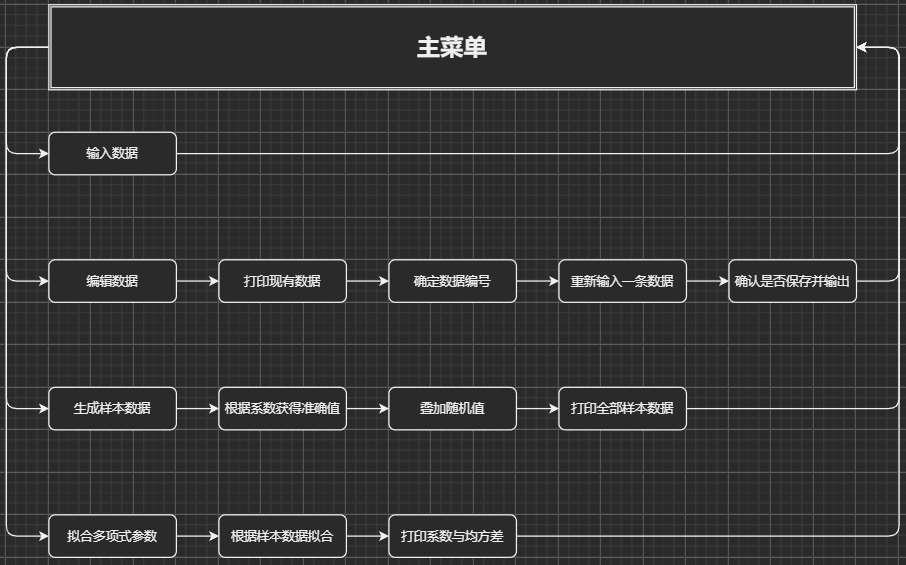 主菜单
输入数据
编辑数据
打印现有数据
确定数据编号
重新输入一条数据
确认是否保存并输出
生成样本数据
根据系数获得准确值
叠加随机值
打印全部样本数据
拟合多项式参数
根据样本数据拟合
打印系数与均方差